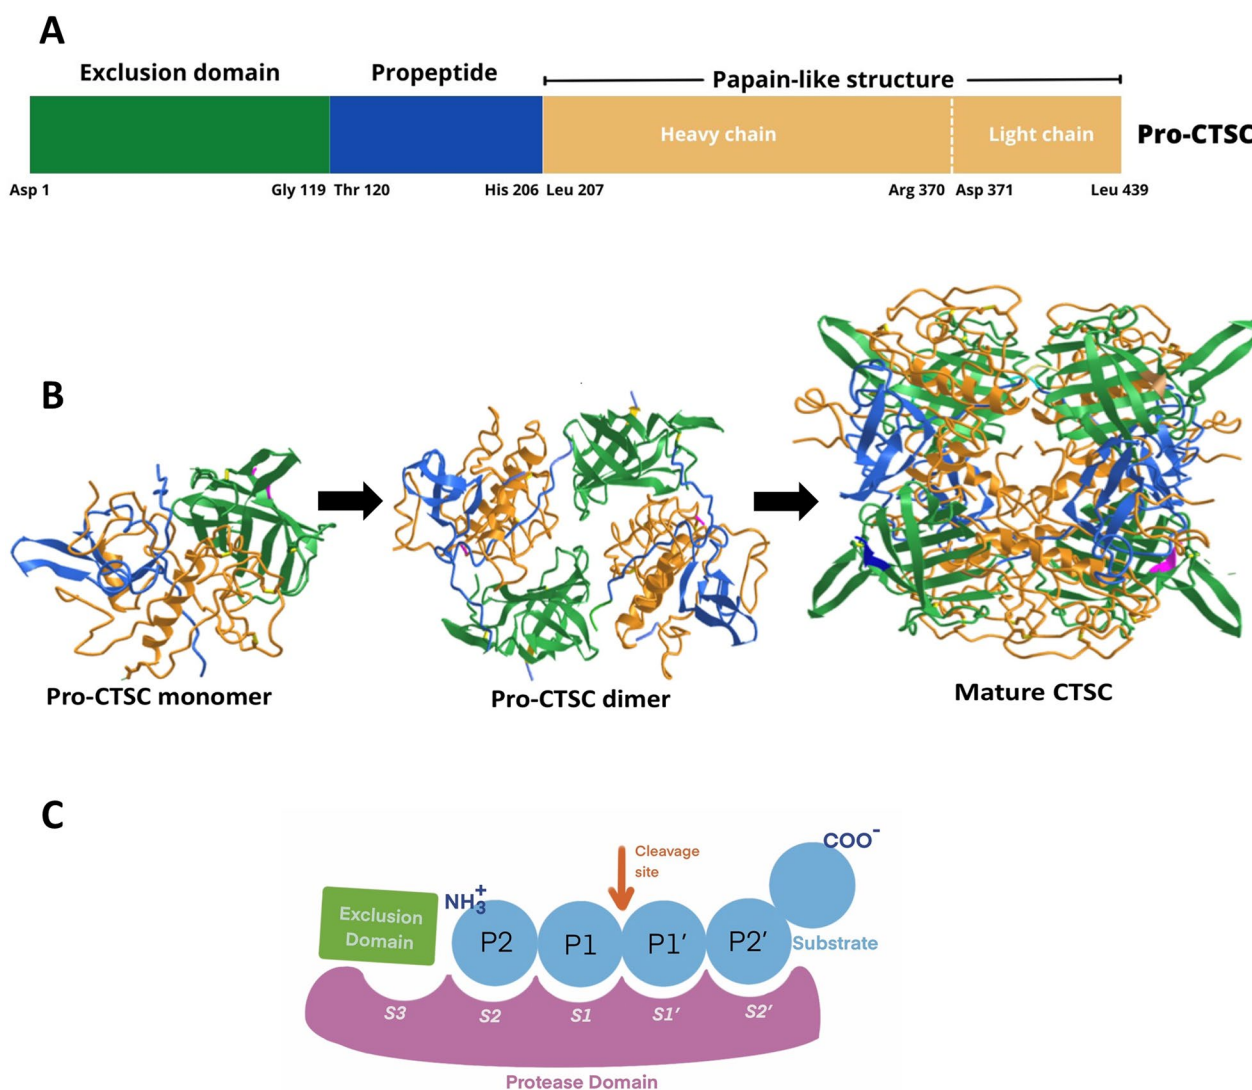 A
Exclusion domain
Propeptide
Papain-like structure
Heavy chain
Light chain
Pro-CTSC
Asp 1
Gly 119
Thr 120
His 206
Leu 207
Arg 370
Asp 371
Leu 439
B
Pro-CTSC monomer
Pro-CTSC dimer
Mature CTSC
C
COO-
Cleavage
site
NH3+
Exclusion
Domain
P2
P1
P1′
P2′
Substrate
S3
S2
S1
S1′
S2′
Protease Domain